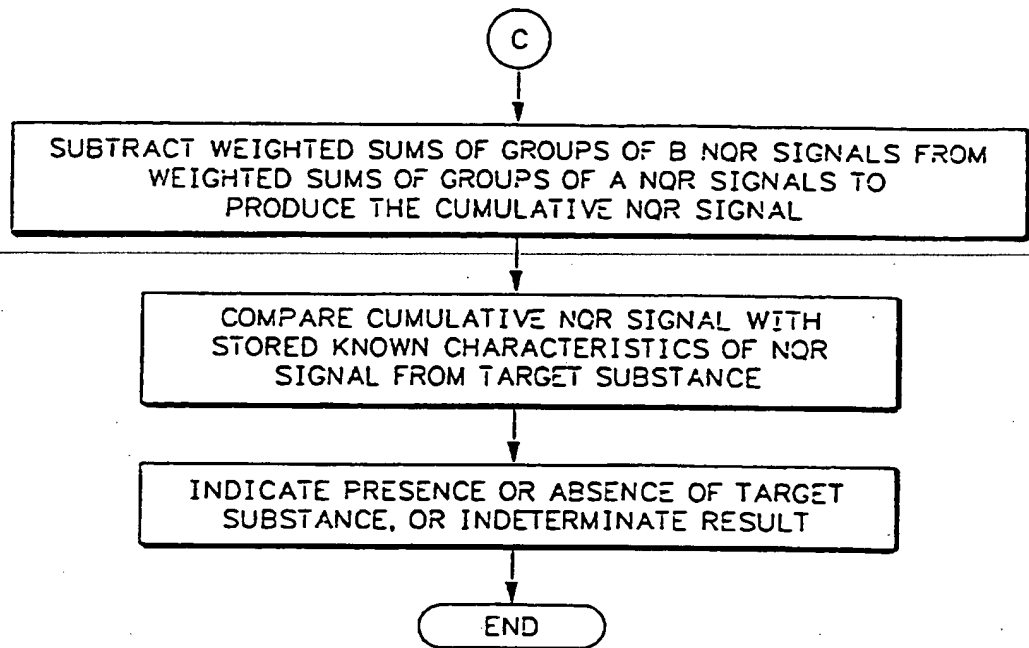 C
SUBTRACT WEIGHTED SUMS OF GROUPS OF B NQR SIGNALS FROM
WEIGHTED SUMS OF GROUPS OF A NQR SIGNALS TO
PRODUCE THE CUMULATIVE NQR SIGNAL
COMPARE CUMULATIVE NQR SIGNAL WITH
STORED KNOWN CHARACTERISTICS OF NQR
SIGNAL FROM TARGET SUBSTANCE
INDICATE PRESENCE OR ABSENCE OF TARGET
SUBSTANCE, OR INDETERMINATE RESULT
END